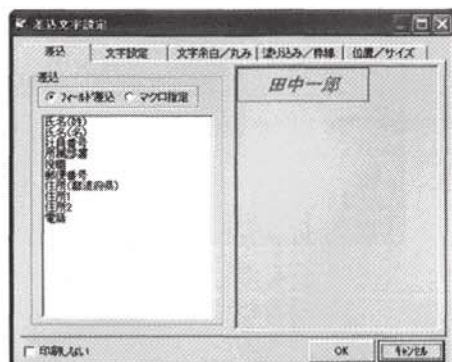 差込文字設定
差込 文字設定 文字余白/丸み 塗り込み/枠線 位置/サイズ
差込
フィールド差込 マクロ指定
田中一郎
氏名(姓)
氏名(名)
社員番号
所属部署
役職
郵便番号
住所(都道府県)
住所1
住所2
電話
印刷しない
OK
キャンセル